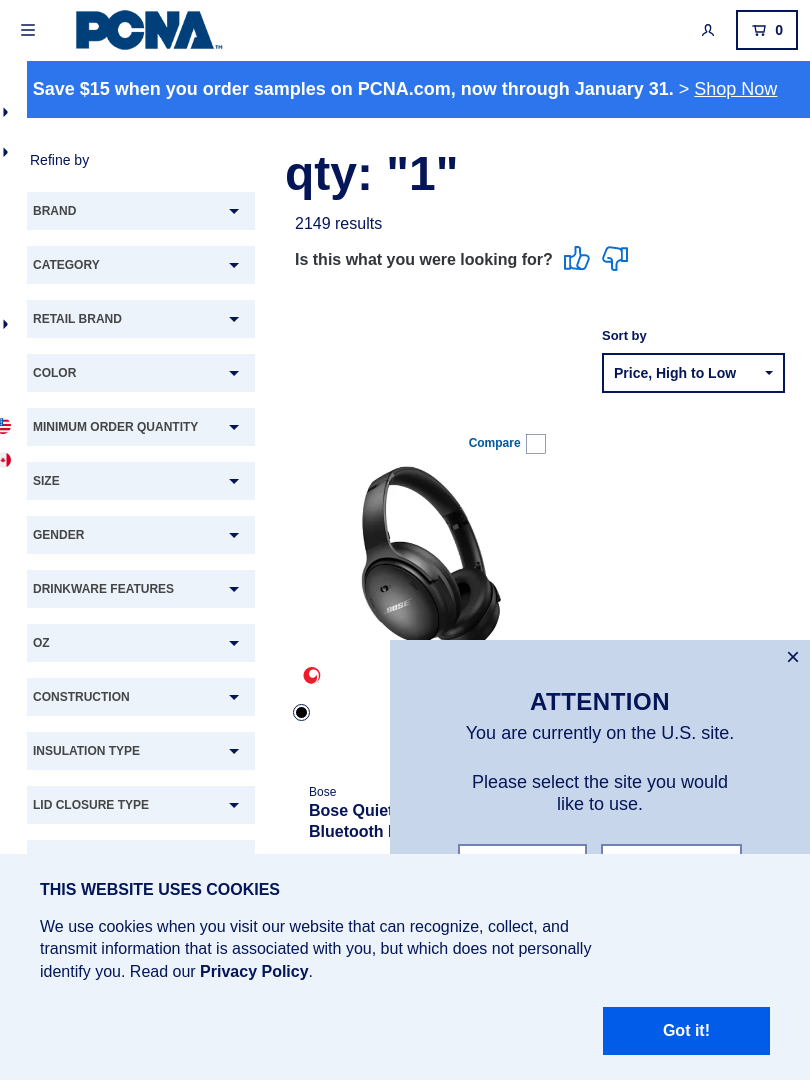 PCNA
TM
0
Save $15 when you order samples on PCNA.com, now through January 31. > Shop Now
Refine by
BRAND
CATEGORY
RETAIL BRAND
COLOR
MINIMUM ORDER QUANTITY
SIZE
GENDER
DRINKWARE FEATURES
OZ
CONSTRUCTION
INSULATION TYPE
LID CLOSURE TYPE
qty: "1"
2149 results
Is this what you were looking for?
Sort by
Price, High to Low
Compare
BOSE
Bose
Bose Quiet
Bluetooth
ATTENTION
You are currently on the U.S. site.
Please select the site you would
like to use.
THIS WEBSITE USES COOKIES
We use cookies when you visit our website that can recognize, collect, and
transmit information that is associated with you, but which does not personally
identify you. Read our Privacy Policy.
Got it!